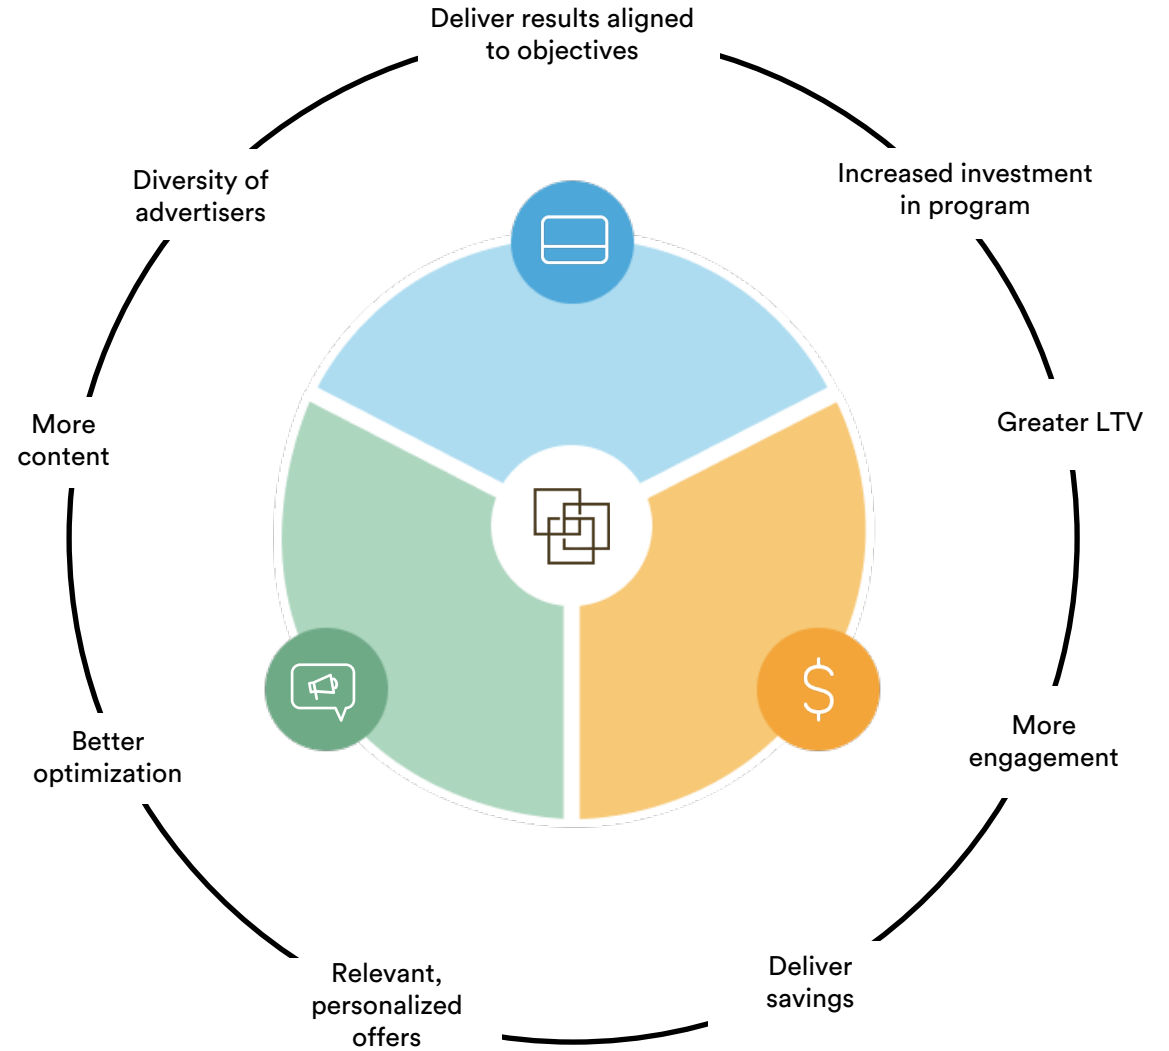 Deliver results aligned
to objectives
Increased investment
in program
Greater LTV
More
engagement
Deliver
savings
Relevant,
personalized
offers
Better
optimization
More
content
Diversity of
advertisers
$